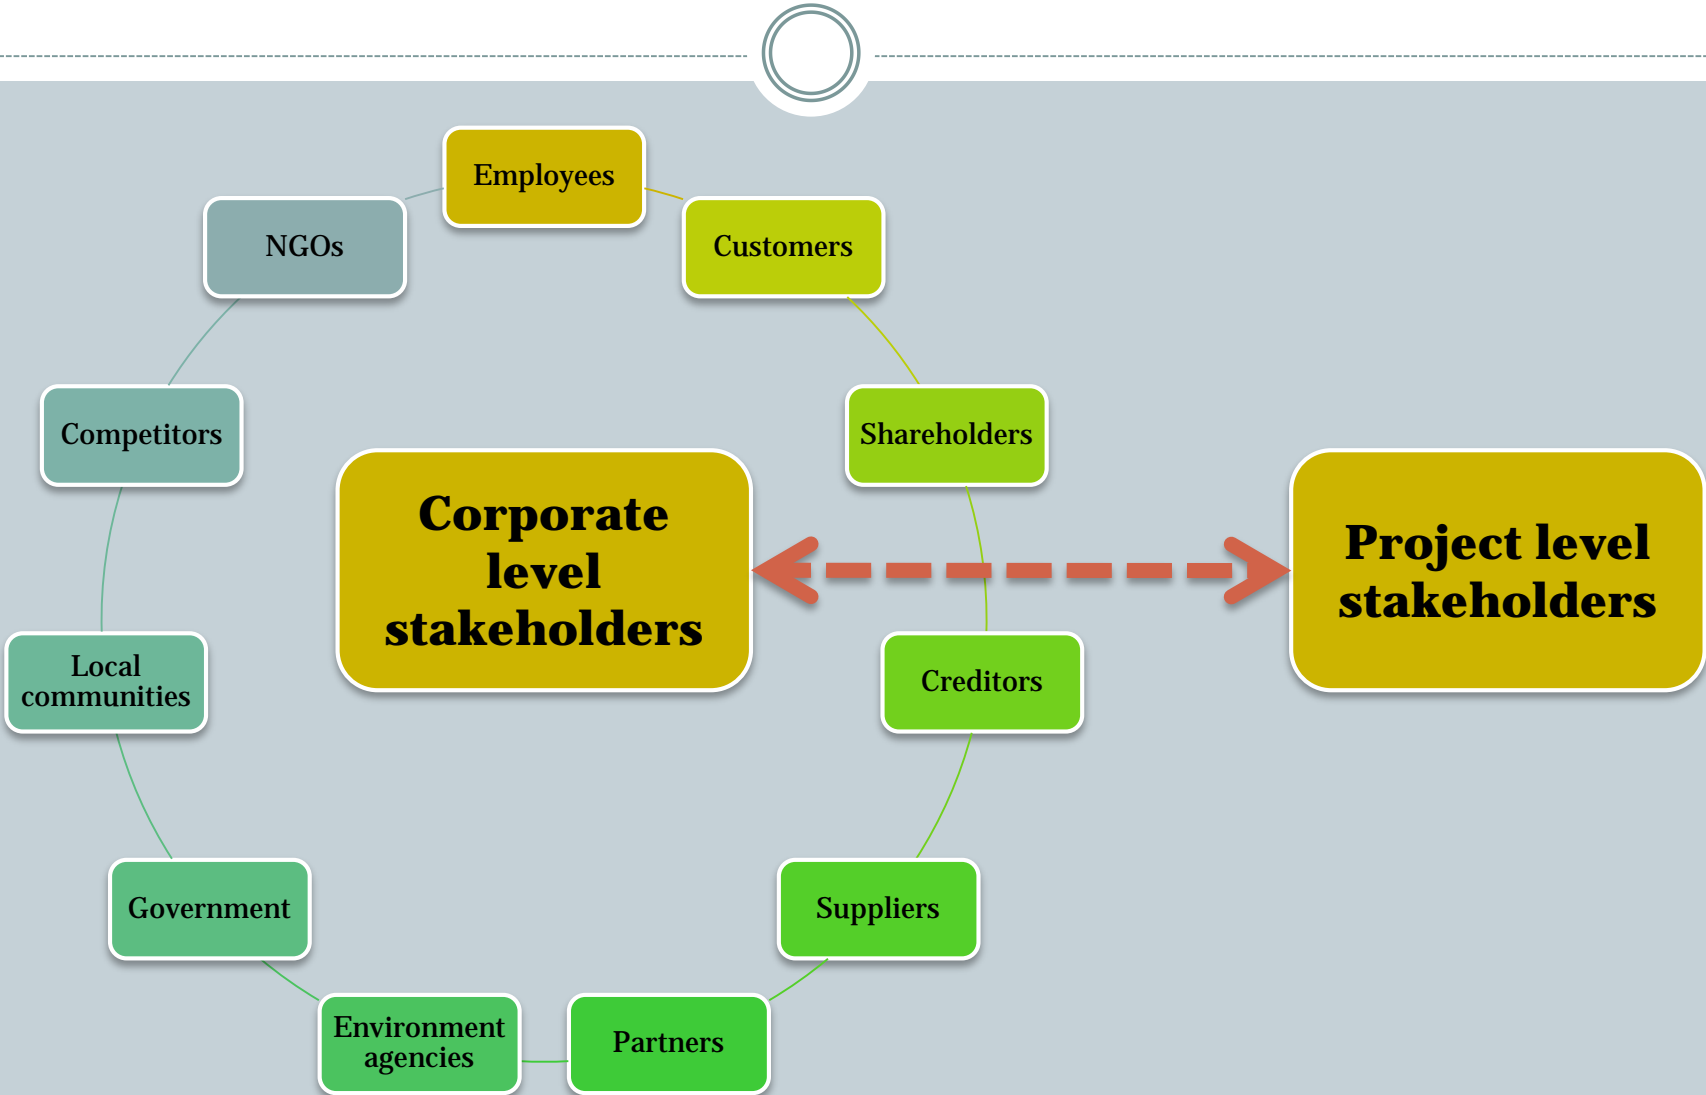 Employees
NGOs
Customers
Competitors
Shareholders
Corporate
level
stakeholders
Project level
stakeholders
Local
communities
Creditors
Government
Suppliers
Environment
agencies
Partners